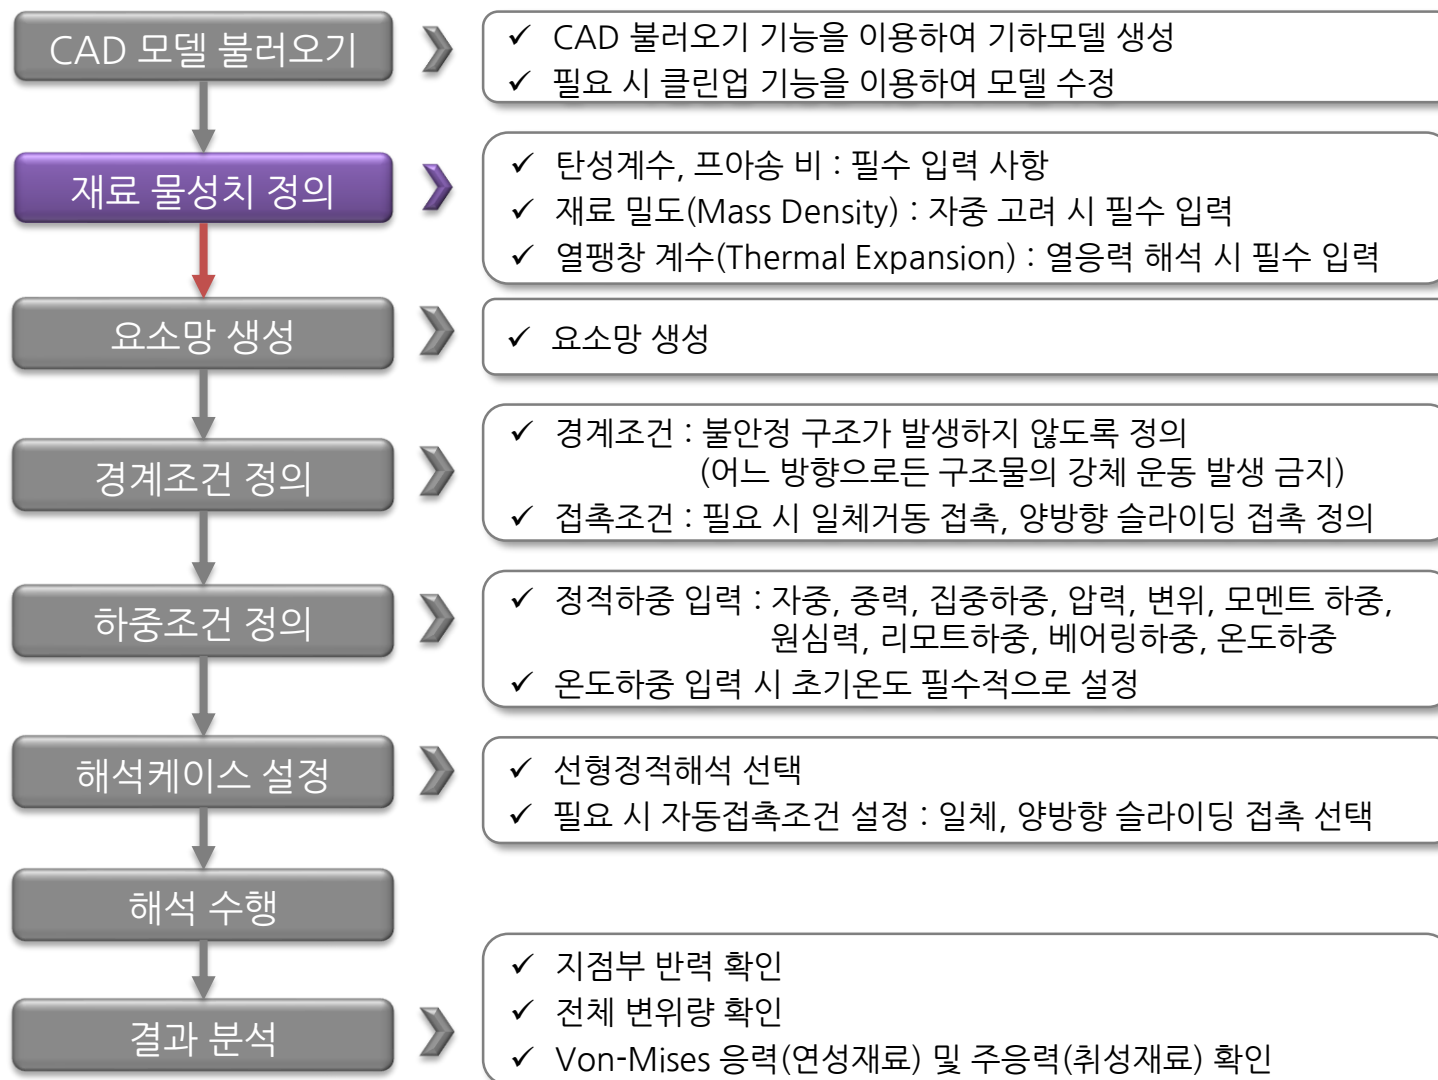 CAD 모델 불러오기
✓ CAD 불러오기 기능을 이용하여 기하모델 생성
✓ 필요 시 클린업 기능을 이용하여 모델 수정
재료 물성치 정의
✓ 탄성계수, 프아송 비 : 필수 입력 사항
✓ 재료 밀도(Mass Density) : 자중 고려 시 필수 입력
✓ 열팽창 계수(Thermal Expansion) : 열응력 해석 시 필수 입력
요소망 생성
✓ 요소망 생성
경계조건 정의
✓ 경계조건 : 불안정 구조가 발생하지 않도록 정의
(어느 방향으로든 구조물의 강체 운동 발생 금지)
✓ 접촉조건 : 필요 시 일체거동 접촉, 양방향 슬라이딩 접촉 정의
하중조건 정의
✓ 정적하중 입력 : 자중, 중력, 집중하중, 압력, 변위, 모멘트 하중,
원심력, 리모트하중, 베어링하중, 온도하중
✓ 온도하중 입력 시 초기온도 필수적으로 설정
해석케이스 설정
✓ 선형정적해석 선택
✓ 필요 시 자동접촉조건 설정 : 일체, 양방향 슬라이딩 접촉 선택
해석 수행
결과 분석
✓ 지점부 반력 확인
✓ 전체 변위량 확인
✓ Von-Mises 응력(연성재료) 및 주응력(취성재료) 확인